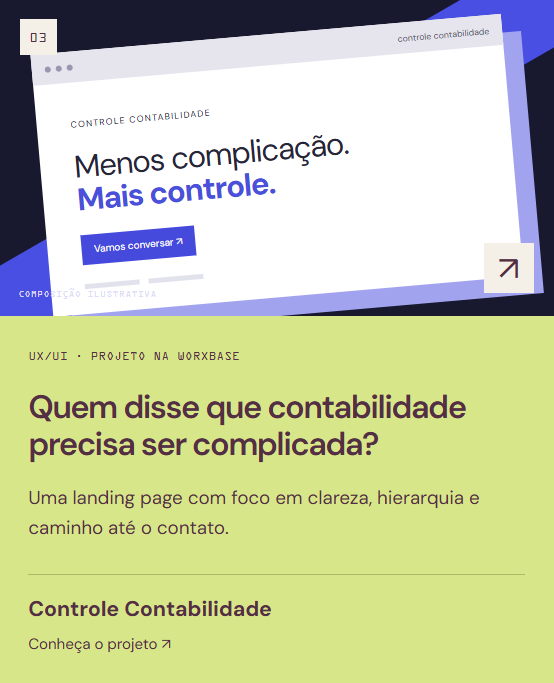 03
controle contabilidade
CONTROLE CONTABILIDADE
Menos complicação.
Mais controle.
Vamos conversar ↗
COMPOSIÇÃO ILUSTRATIVA
UX/UI · PROJETO NA WORXBASE
Quem disse que contabilidade
precisa ser complicada?
Uma landing page com foco em clareza, hierarquia e
caminho até o contato.
Controle Contabilidade
Conheça o projeto ↗